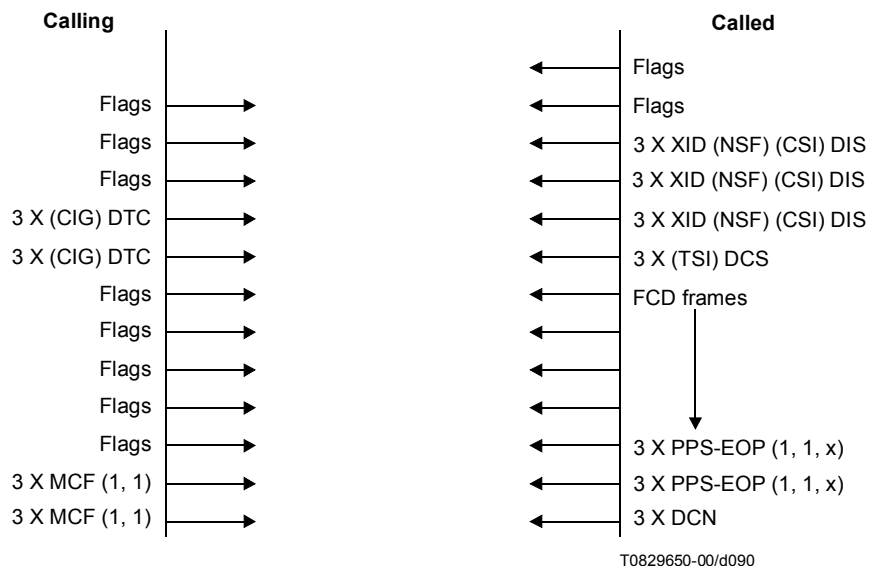 Calling Called
Flags
Flags Flags
Flags 3 X XID (NSF) (CSI) DIS
Flags 3 X XID (NSF) (CSI) DIS
3 X (CIG) DTC 3 X XID (NSF) (CSI) DIS
3 X (CIG) DTC 3 X (TSI) DCS
Flags FCD frames
Flags
Flags
Flags
Flags 3 X PPS-EOP (1, 1, x)
3 X MCF (1, 1) 3 X PPS-EOP (1, 1, x)
3 X MCF (1, 1) 3 X DCN
T0829650-00/d090